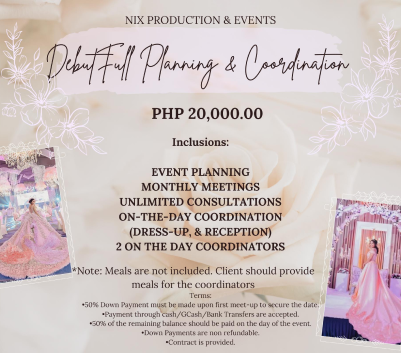 NIX PRODUCTION & EVENTS
Debut Full Planning & Coordination
PHP 20,000.00
Inclusions:
EVENT PLANNING
MONTHLY MEETINGS
UNLIMITED CONSULTATIONS
ON-THE-DAY COORDINATION
(DRESS-UP, & RECEPTION)
2 ON THE DAY COORDINATORS
*Note: Meals are not included. Client should provide
meals for the coordinators
Terms:
•50% Down Payment must be made upon first meet-up to secure the date.
•Payment through cash/GCash/Bank Transfers are accepted.
•50% of the remaining balance should be paid on the day of the event.
•Down Payments are non refundable.
•Contract is provided.